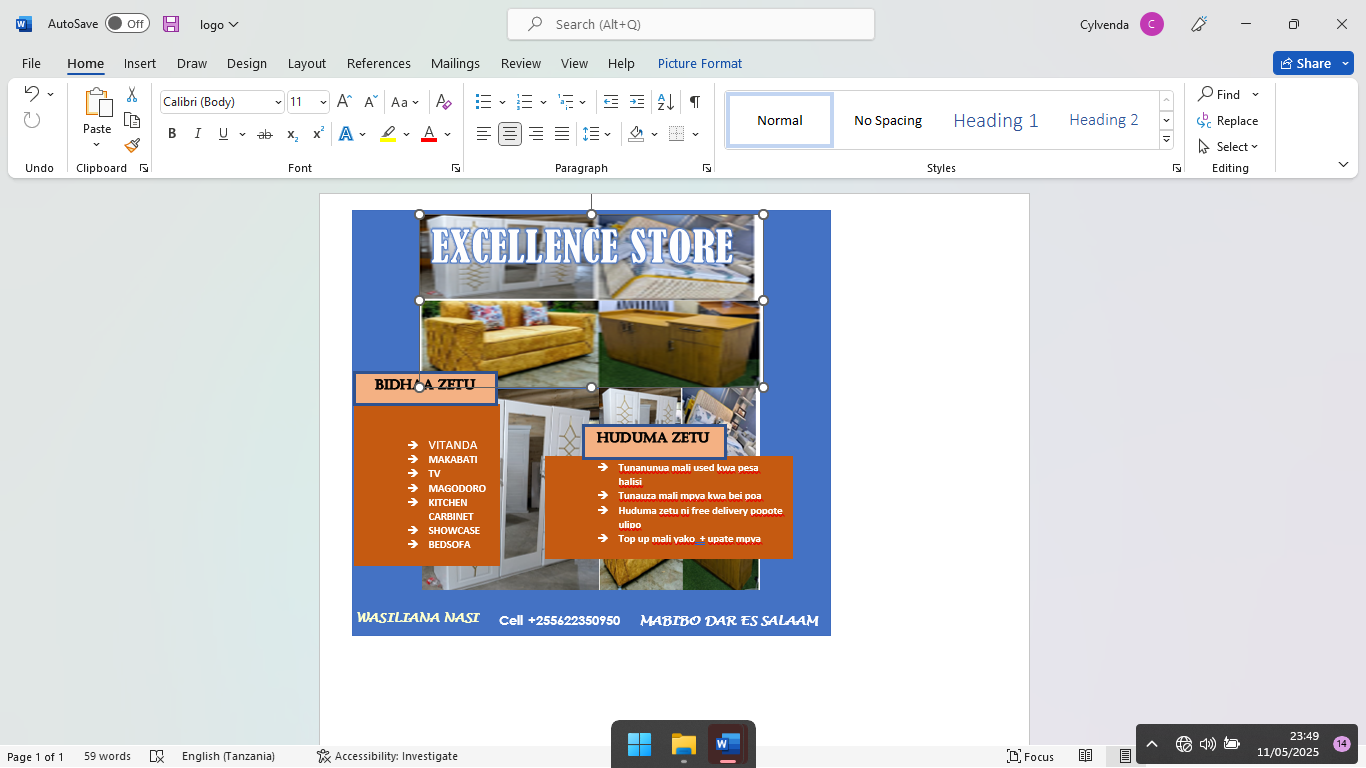 AutoSave Off logo Search (Alt+Q) Cylvenda C
File Home Insert Draw Design Layout References Mailings Review View Help Picture Format Share
Calibri (Body) 11 Aa
Paste
B I U ab x₂ x² A A
Normal No Spacing Heading 1 Heading 2
Find
Replace
Select
Undo Clipboard Font Paragraph Styles Editing
EXCELLENCE STORE
BIDHAA ZETU
VITANDA
MAKABATI
TV
MAGODORO
KITCHEN
CARBINET
SHOWCASE
BEDSOFA
HUDUMA ZETU
Tunanunua mali used kwa pesa
halisi
Tunauza mali mpya kwa bei poa
Huduma zetu ni free delivery popote
ulipo
Top up mali yako + upate mpya
WASILIANA NASI Cell +255622350950 MABIBO DAR ES SALAAM
Page 1 of 1 59 words English (Tanzania) Accessibility: Investigate Focus
23:49
11/05/2025
14